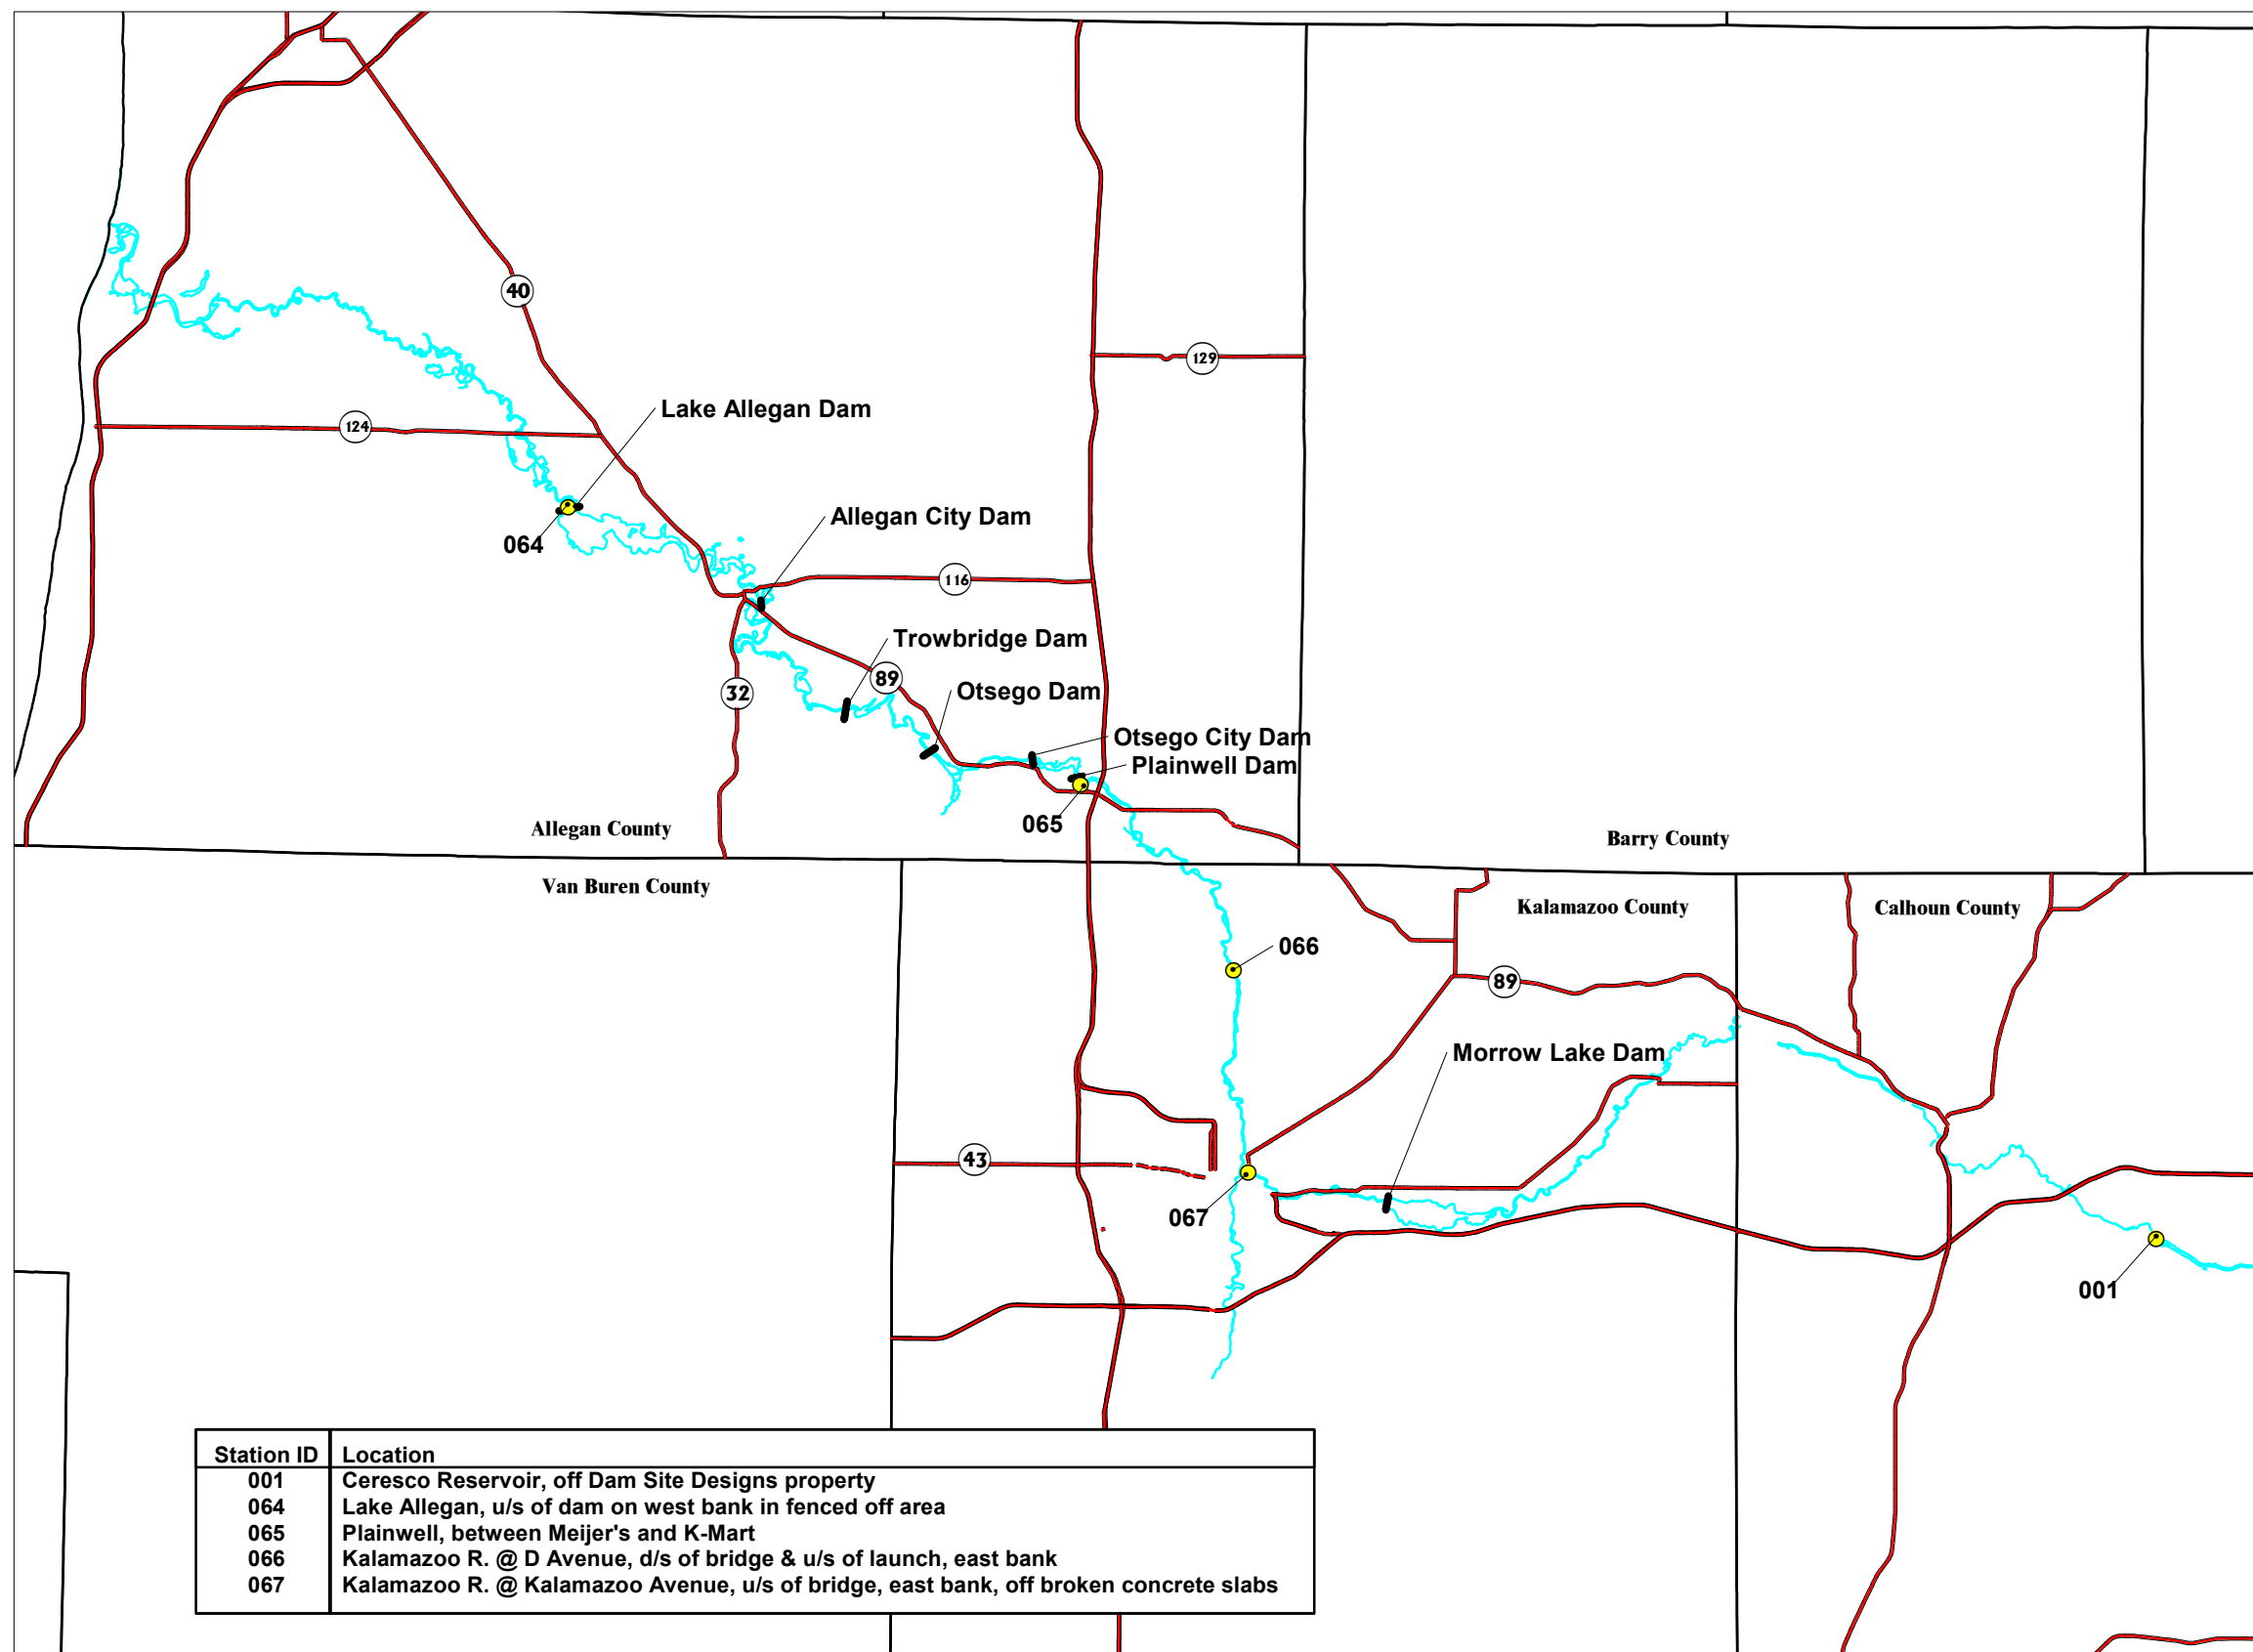 40
129
Lake Allegan Dam
124
Allegan City Dam
064
116
Trowbridge Dam
89
32
Otsego Dam
Otsego City Dam
Plainwell Dam
065
Allegan County
Barry County
Van Buren County
Kalamazoo County
Calhoun County
066
89
Morrow Lake Dam
43
067
001
Station ID Location
001 Ceresco Reservoir, off Dam Site Designs property
064 Lake Allegan, u/s of dam on west bank in fenced off area
065 Plainwell, between Meijer's and K-Mart
066 Kalamazoo R. @ D Avenue, d/s of bridge & u/s of launch, east bank
067 Kalamazoo R. @ Kalamazoo Avenue, u/s of bridge, east bank, off broken concrete slabs